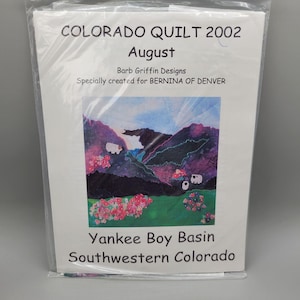 COLORADO QUILT 2002
August
Barb Griffin Designs
Specially created for BERNINA OF DENVER
Yankee Boy Basin
Southwestern Colorado